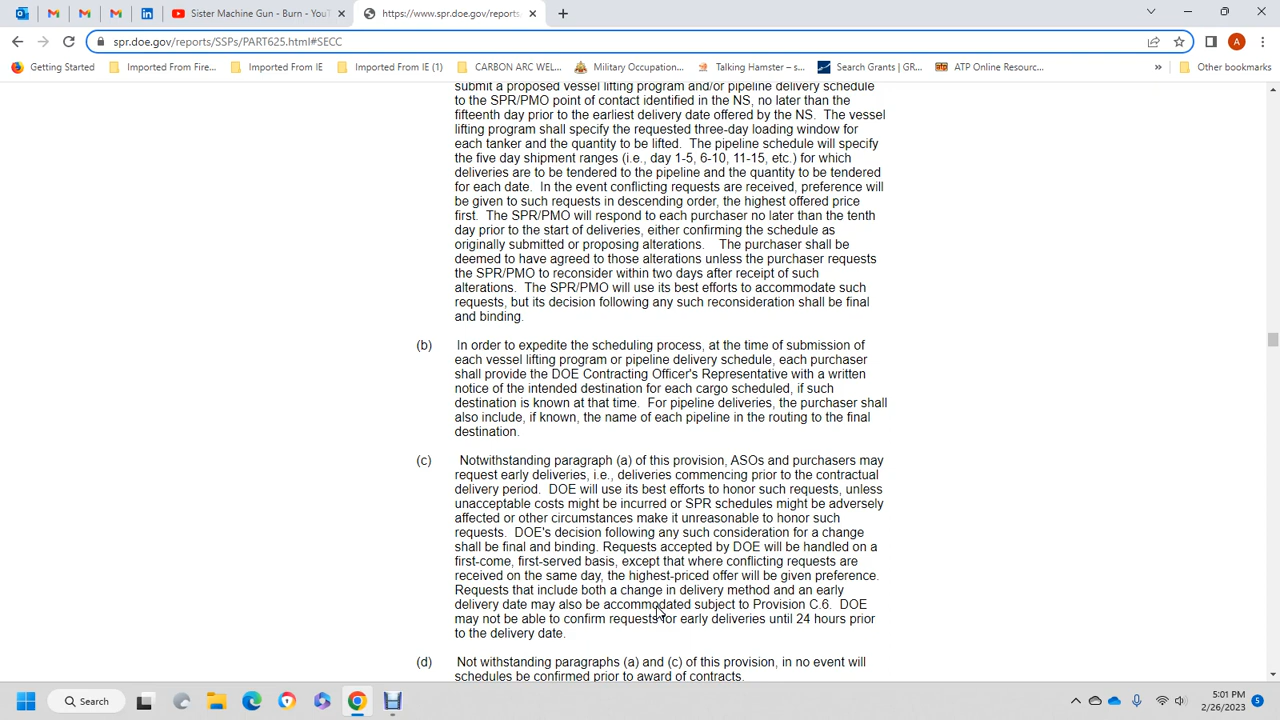 Sister Machine Gun - Burn - YouT
https://www.spr.doe.gov/reports
spr.doe.gov/reports/SSPs/PART625.html#SECC
A
Getting Started
Imported From Fire...
Imported From IE
Imported From IE (1)
CARBON ARC WEL...
Military Occupation...
Talking Hamster – s...
Search Grants | GR...
ATP Online Resourc...
»
Other bookmarks
submit a proposed vessel lifting program and/or pipeline delivery schedule
to the SPR/PMO point of contact identified in the NS, no later than the
fifteenth day prior to the earliest delivery date offered by the NS.  The vessel
lifting program shall specify the requested three-day loading window for
each tanker and the quantity to be lifted.  The pipeline schedule will specify
the five day shipment ranges (i.e., day 1-5, 6-10, 11-15, etc.) for which
deliveries are to be tendered to the pipeline and the quantity to be tendered
for each date.  In the event conflicting requests are received, preference will
be given to such requests in descending order, the highest offered price
first.  The SPR/PMO will respond to each purchaser no later than the tenth
day prior to the start of deliveries, either confirming the schedule as
originally submitted or proposing alterations.  The purchaser shall be
deemed to have agreed to those alterations unless the purchaser requests
the SPR/PMO to reconsider within two days after receipt of such
alterations.  The SPR/PMO will use its best efforts to accommodate such
requests, but its decision following any such reconsideration shall be final
and binding.
(b) In order to expedite the scheduling process, at the time of submission of
each vessel lifting program or pipeline delivery schedule, each purchaser
shall provide the DOE Contracting Officer's Representative with a written
notice of the intended destination for each cargo scheduled, if such
destination is known at that time.  For pipeline deliveries, the purchaser shall
also include, if known, the name of each pipeline in the routing to the final
destination.
(c) Notwithstanding paragraph (a) of this provision, ASOs and purchasers may
request early deliveries, i.e., deliveries commencing prior to the contractual
delivery period.  DOE will use its best efforts to honor such requests, unless
unacceptable costs might be incurred or SPR schedules might be adversely
affected or other circumstances make it unreasonable to honor such
requests.  DOE's decision following any such consideration for a change
shall be final and binding. Requests accepted by DOE will be handled on a
first-come, first-served basis, except that where conflicting requests are
received on the same day, the highest-priced offer will be given preference.
Requests that include both a change in delivery method and an early
delivery date may also be accommodated subject to Provision C.6.  DOE
may not be able to confirm requests for early deliveries until 24 hours prior
to the delivery date.
(d) Not withstanding paragraphs (a) and (c) of this provision, in no event will
schedules be confirmed prior to award of contracts.
Search
5:01 PM
2/26/2023
5